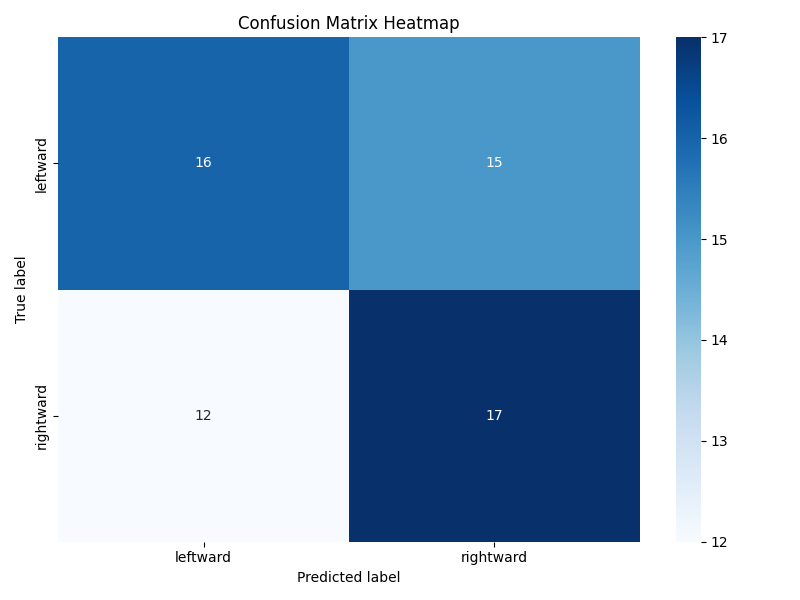 Confusion Matrix Heatmap
leftward
16
15
rightward
12
17
True label
leftward
rightward
Predicted label
17
16
15
14
13
12